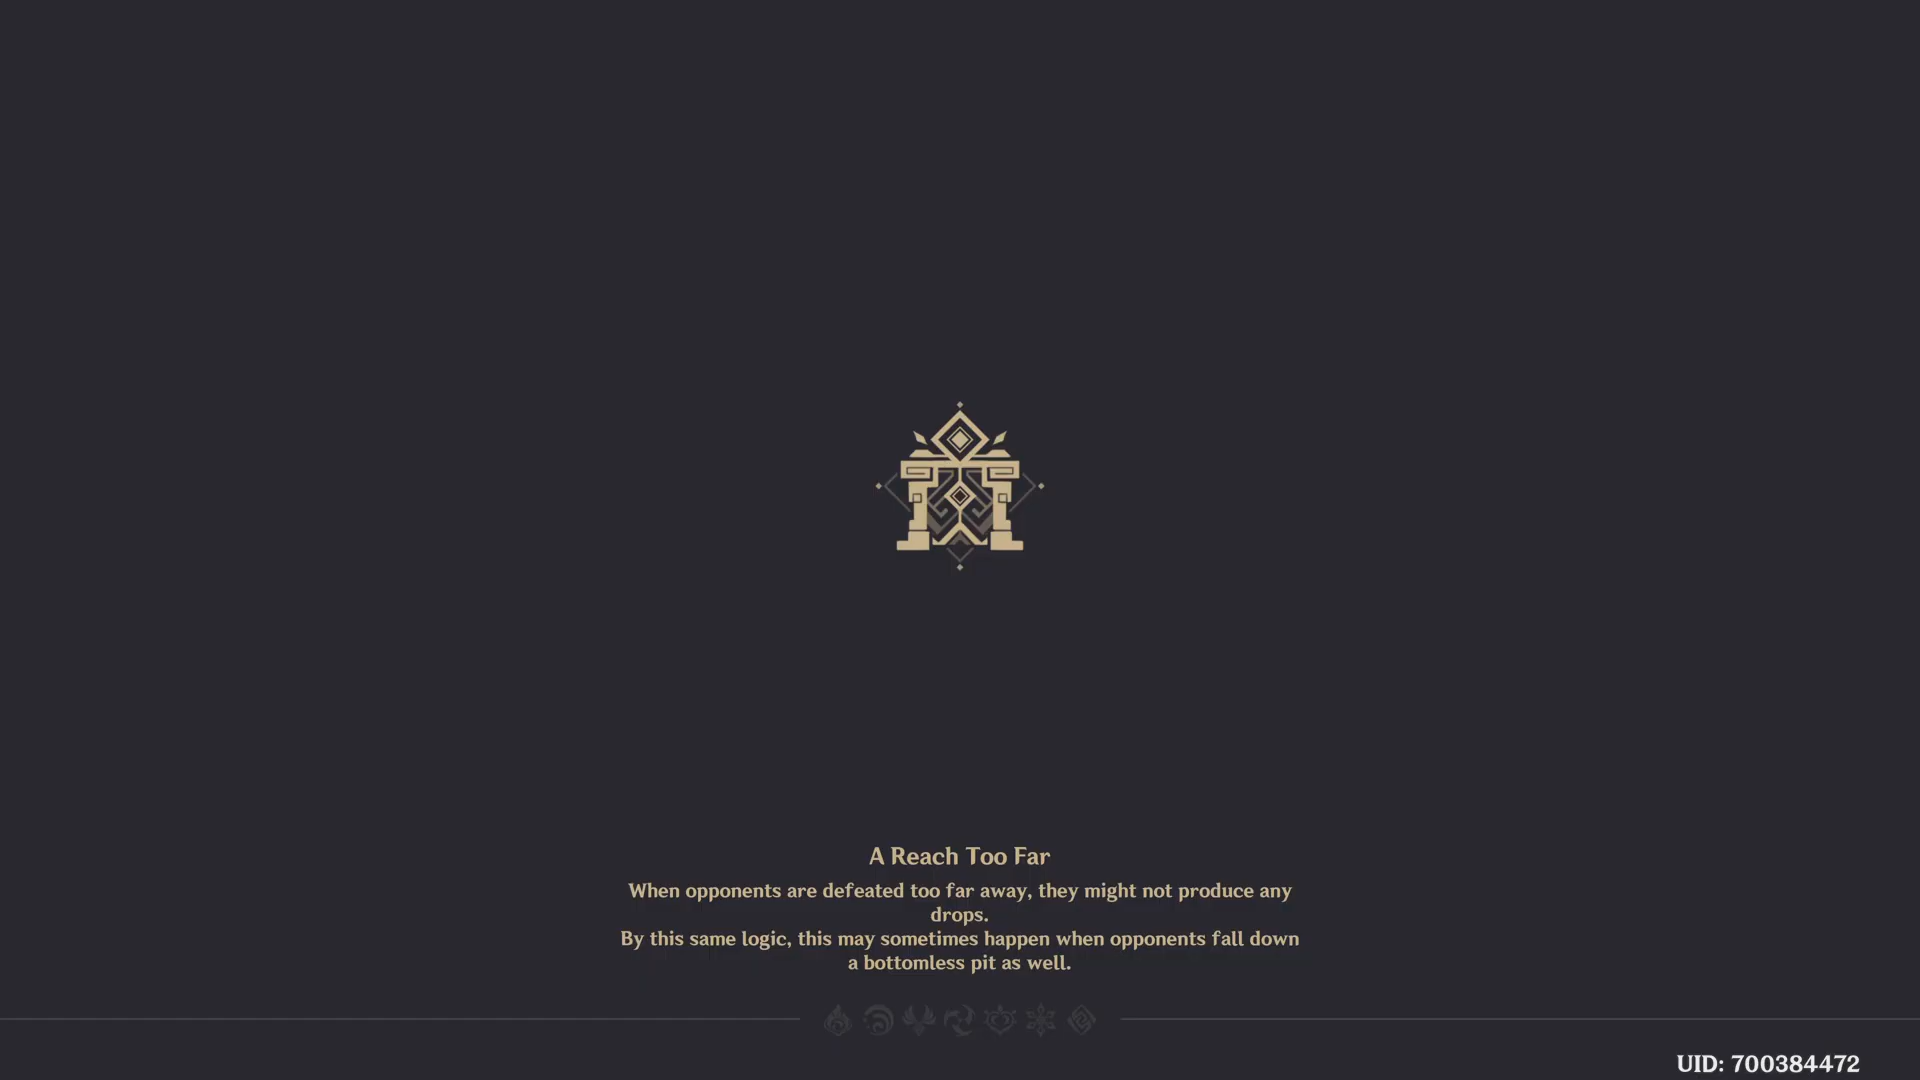 A Reach Too Far
When opponents are defeated too far away, they might not produce any
drops.
By this same logic, this may sometimes happen when opponents fall down
a bottomless pit as well.
UID: 700384472